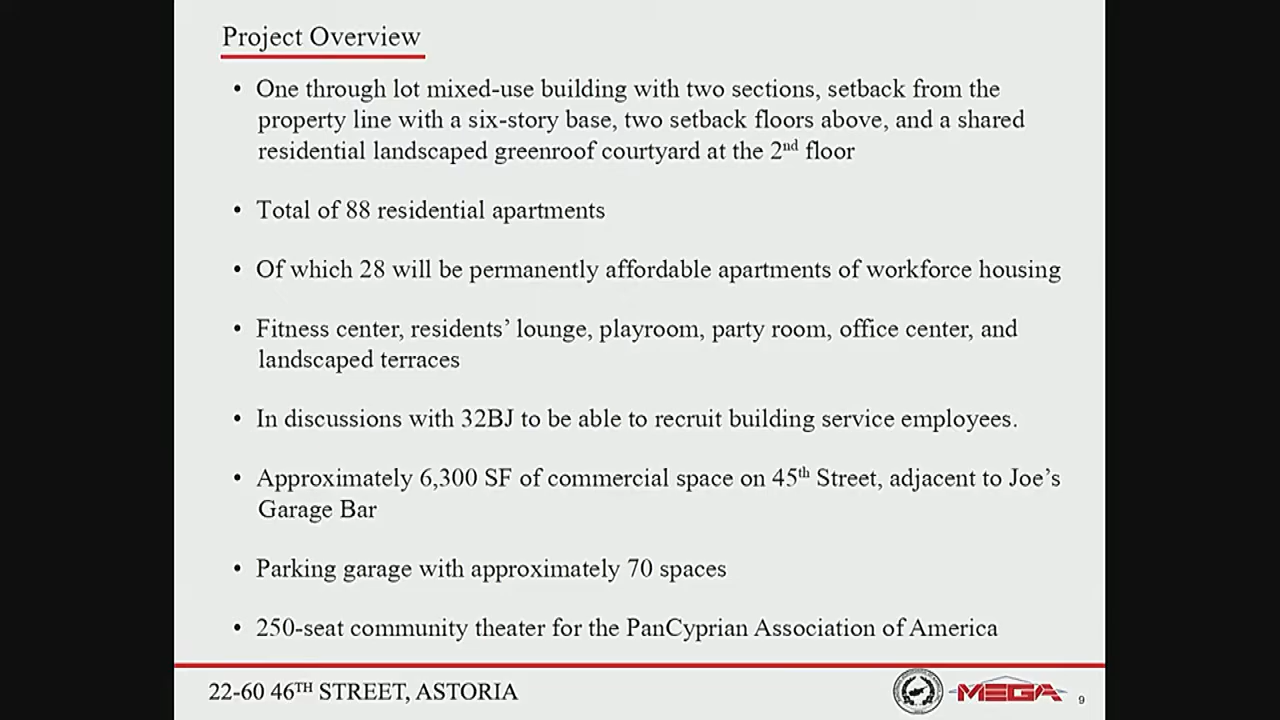 Project Overview
• One through lot mixed-use building with two sections, setback from the
property line with a six-story base, two setback floors above, and a shared
residential landscaped greenroof courtyard at the 2nd floor
• Total of 88 residential apartments
• Of which 28 will be permanently affordable apartments of workforce housing
• Fitness center, residents’ lounge, playroom, party room, office center, and
landscaped terraces
• In discussions with 32BJ to be able to recruit building service employees.
• Approximately 6,300 SF of commercial space on 45th Street, adjacent to Joe’s
Garage Bar
• Parking garage with approximately 70 spaces
• 250-seat community theater for the PanCyprian Association of America
22-60 46TH STREET, ASTORIA
MEGA
9